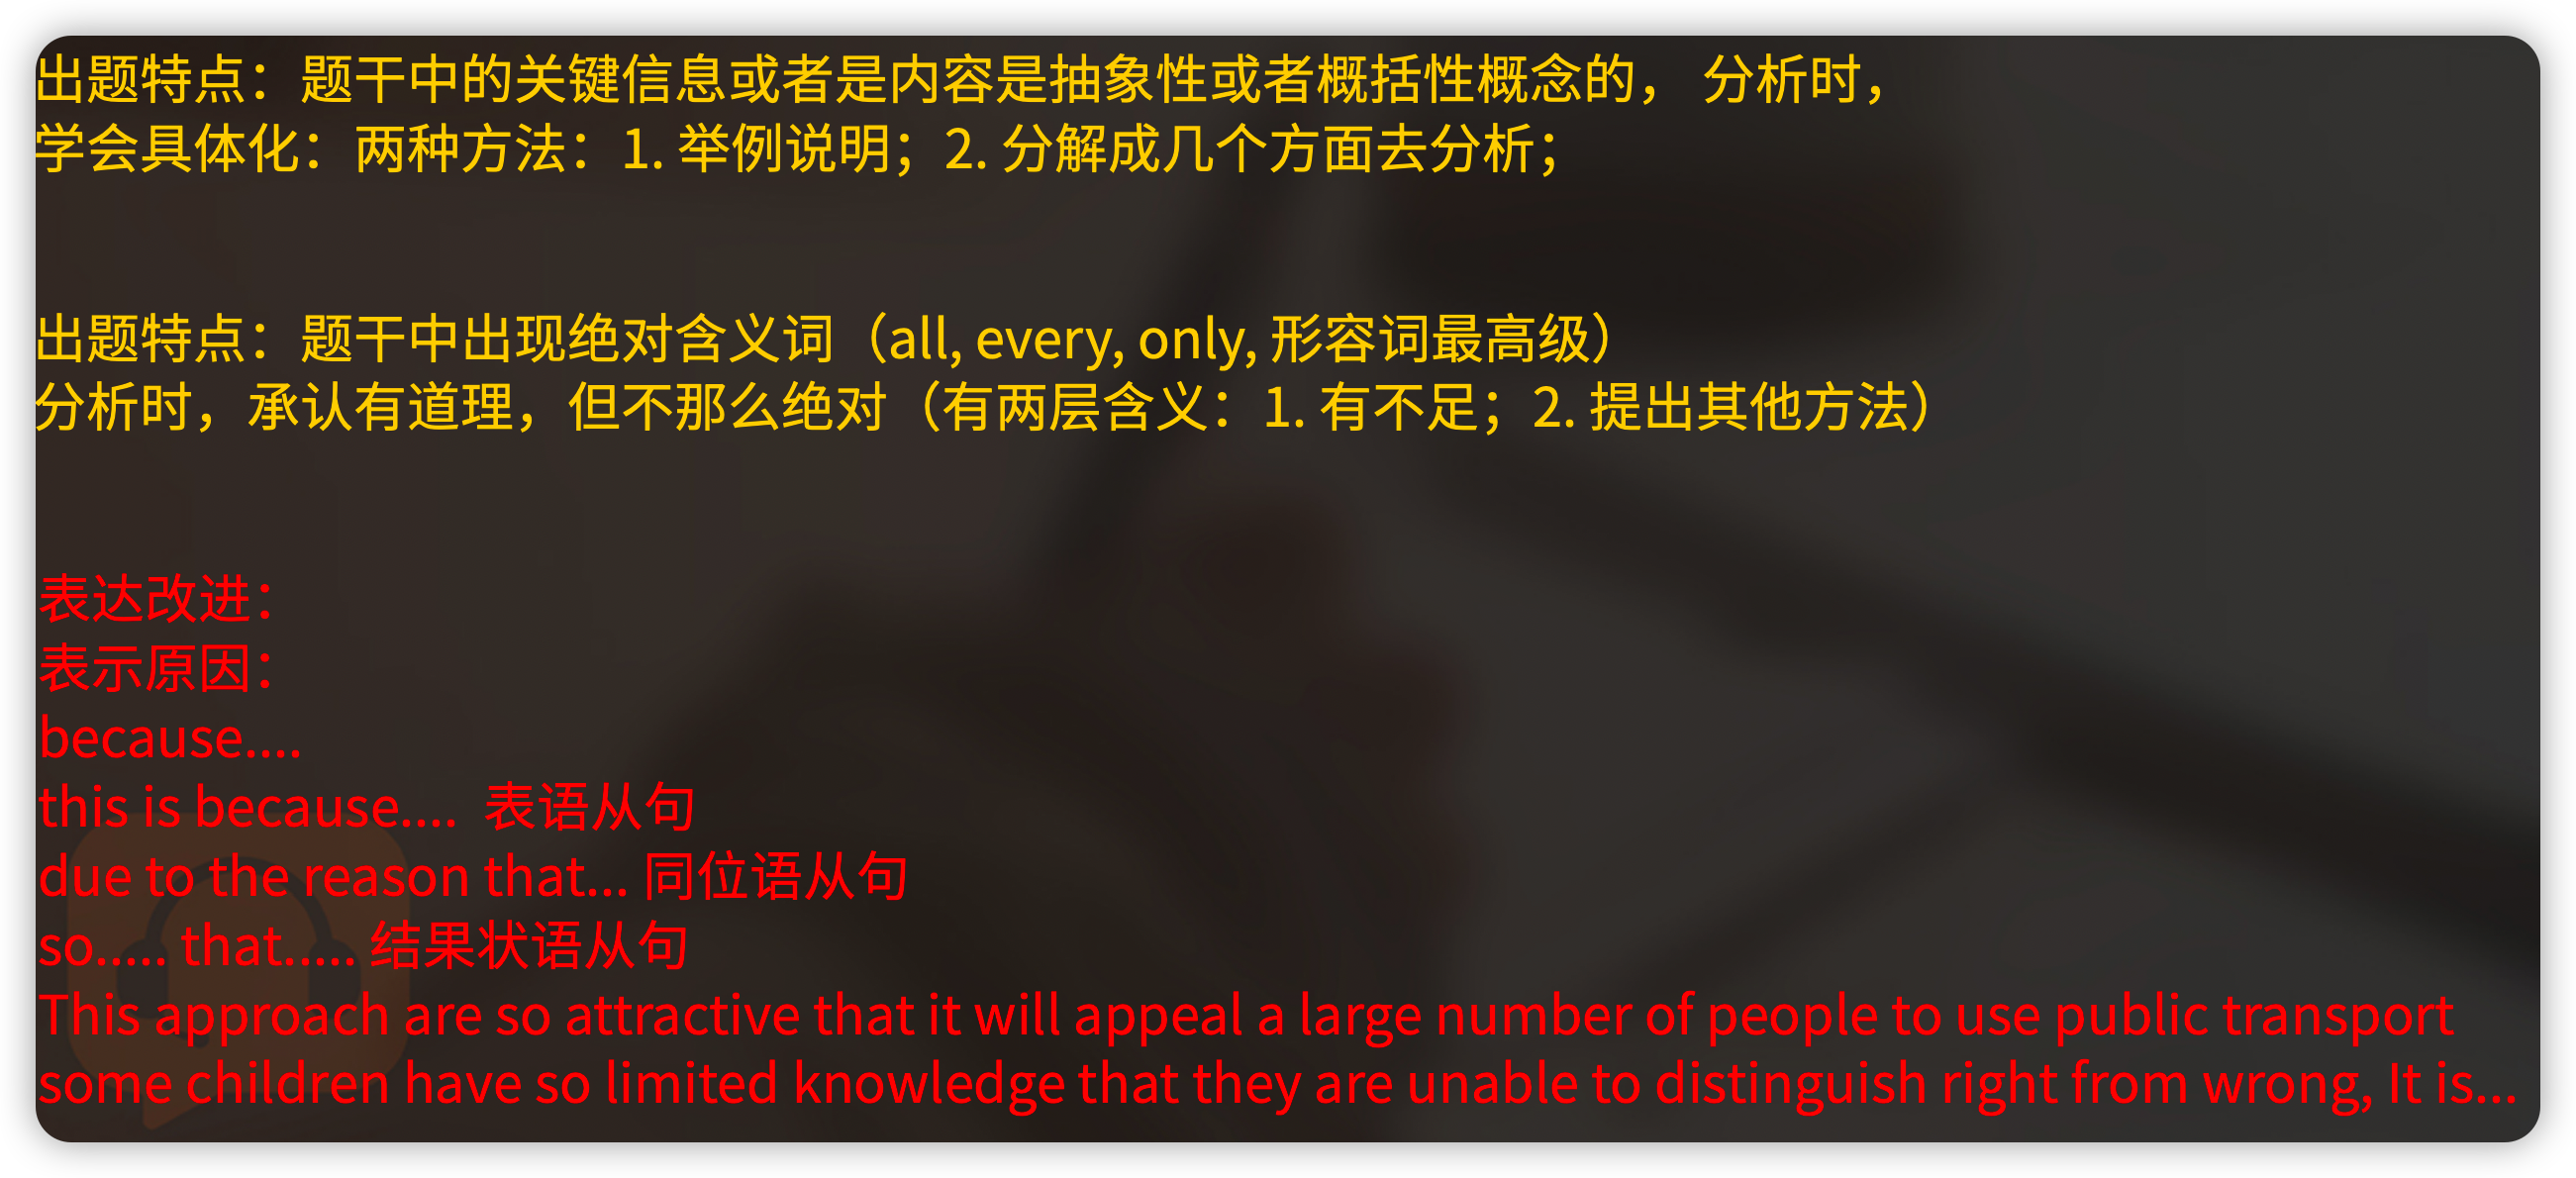 出题特点：题干中的关键信息或者是内容是抽象性或者概括性概念的， 分析时，
学会具体化：两种方法：1. 举例说明；2. 分解成几个方面去分析；
出题特点：题干中出现绝对含义词（all, every, only, 形容词最高级）
分析时，承认有道理，但不那么绝对（有两层含义：1. 有不足；2. 提出其他方法）
表达改进：
表示原因：
because....
this is because....  表语从句
due to the reason that... 同位语从句
so..... that..... 结果状语从句
This approach are so attractive that it will appeal a large number of people to use public transport
some children have so limited knowledge that they are unable to distinguish right from wrong, It is...